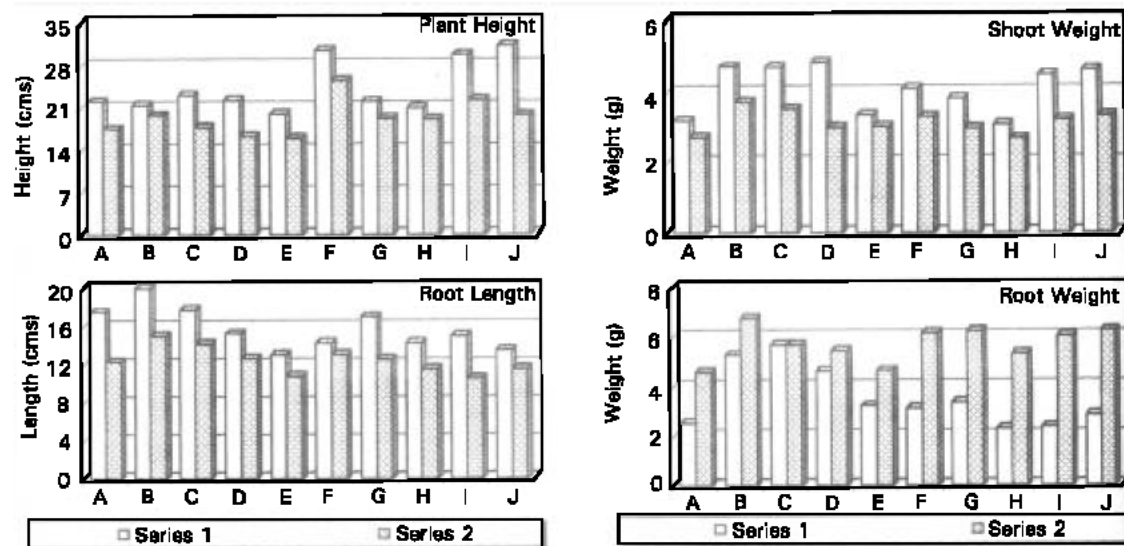 Plant Height
Height (c/ms)
35
28
21
14
7
0
A B C D E F G H I J
Shoot Weight
Weight (g)
6
4
2
0
A B C D E F G H I J
Root Length
Length (cms)
20
16
12
8
4
0
A B C D E F G H I J
Series 1 Series 2
Root Weight
Weight (g)
8
6
4
2
0
A B C D E F G H I J
Series 1 Series 2